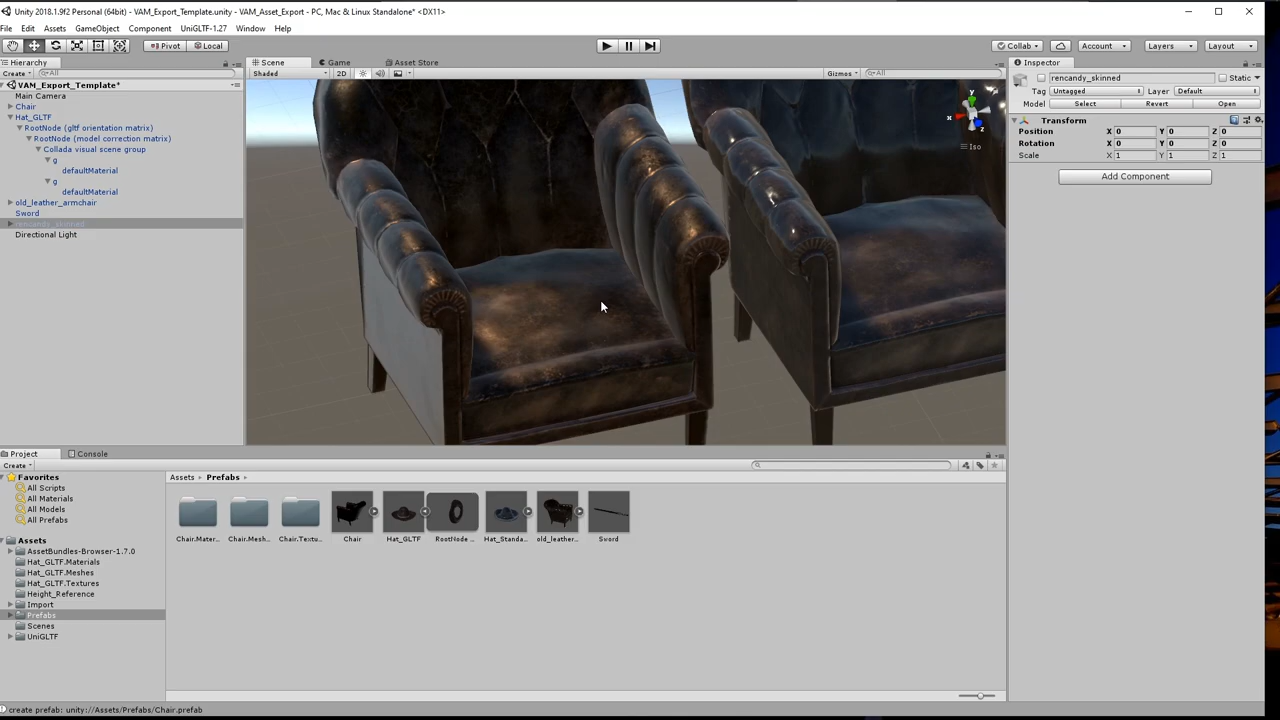 Unity 2018.1.9f2 Personal (64bit) - VAM_Export_Template.unity - VAM_Asset_Export - PC, Mac & Linux Standalone* <DX11>
File Edit Assets GameObject Component UniGLTF-1.27 Window Help
Pivot Local Collab Account Layers Layout
Hierarchy
Create All
VAM_Export_Template*
Main Camera
Chair
Hat_GLTF
RootNode (gltf orientation matrix)
RootNode (model correction matrix)
Collada visual scene group
g
defaultMaterial
g
defaultMaterial
old_leather_armchair
Sword
rencandy_skinned
Directional Light
Scene Game Asset Store
Shaded 2D Gizmos All
y
x
z
Iso
Inspector
rencandy_skinned Static
Tag Untagged Layer Default
Model Select Revert Open
Transform
Position X 0 Y 0 Z 0
Rotation X 0 Y 0 Z 0
Scale X 1 Y 1 Z 1
Add Component
Project Console
Create
Favorites
All Scripts
All Materials
All Models
All Prefabs
Assets
AssetBundles-Browser-1.7.0
Hat_GLTF.Materials
Hat_GLTF.Meshes
Hat_GLTF.Textures
Height_Reference
Import
Prefabs
Scenes
UniGLTF
Assets Prefabs
Chair.Mater... Chair.Mesh... Chair.Textu... Chair Hat_GLTF RootNode ... Hat_Standa... old_leather... Sword
create prefab: unity://Assets/Prefabs/Chair.prefab